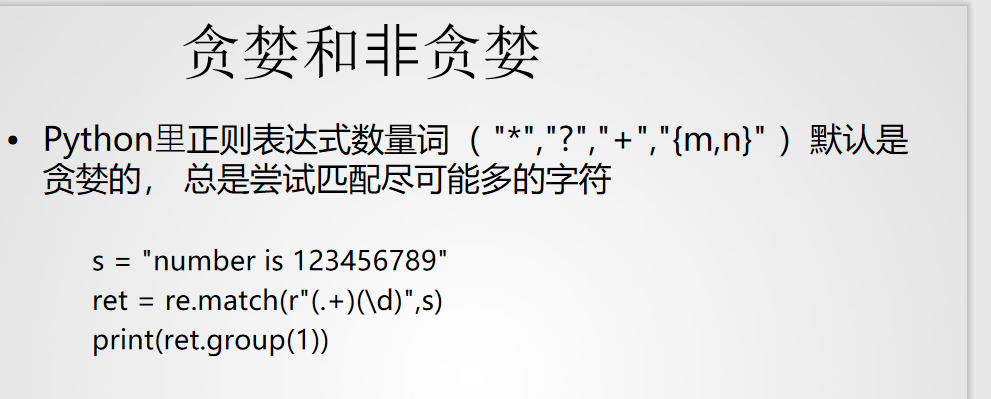 贪婪和非贪婪
• Python里正则表达式数量词（ "*","?","+","{m,n}" ）默认是
贪婪的， 总是尝试匹配尽可能多的字符
s = "number is 123456789"
ret = re.match(r"(.+)(\d)",s)
print(ret.group(1))